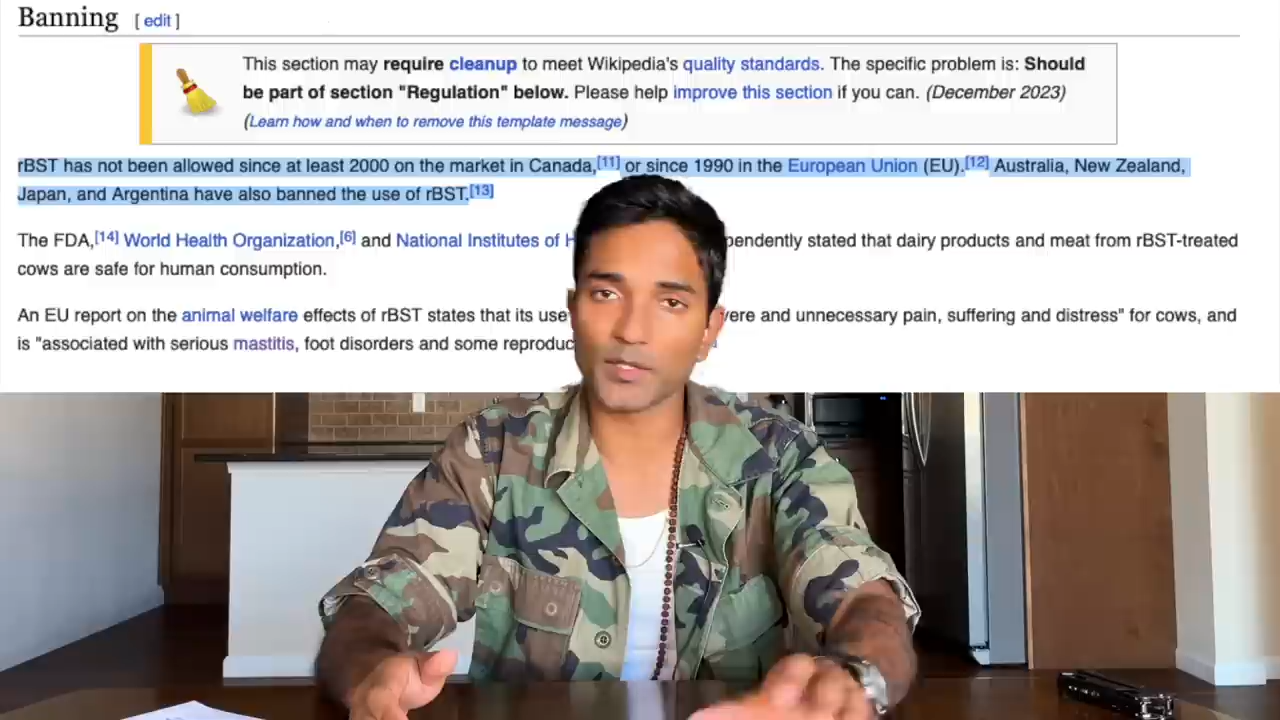 Banning [ edit ]
This section may require cleanup to meet Wikipedia's quality standards. The specific problem is: Should
be part of section "Regulation" below. Please help improve this section if you can. (December 2023)
(Learn how and when to remove this template message)
rBST has not been allowed since at least 2000 on the market in Canada,[11] or since 1990 in the European Union (EU).[12] Australia, New Zealand,
Japan, and Argentina have also banned the use of rBST.[13]
The FDA,[14] World Health Organization,[6] and National Institutes of pendently stated that dairy products and meat from rBST-treated
cows are safe for human consumption.
An EU report on the animal welfare effects of rBST states that its use vere and unnecessary pain, suffering and distress" for cows, and
is "associated with serious mastitis, foot disorders and some reproduc